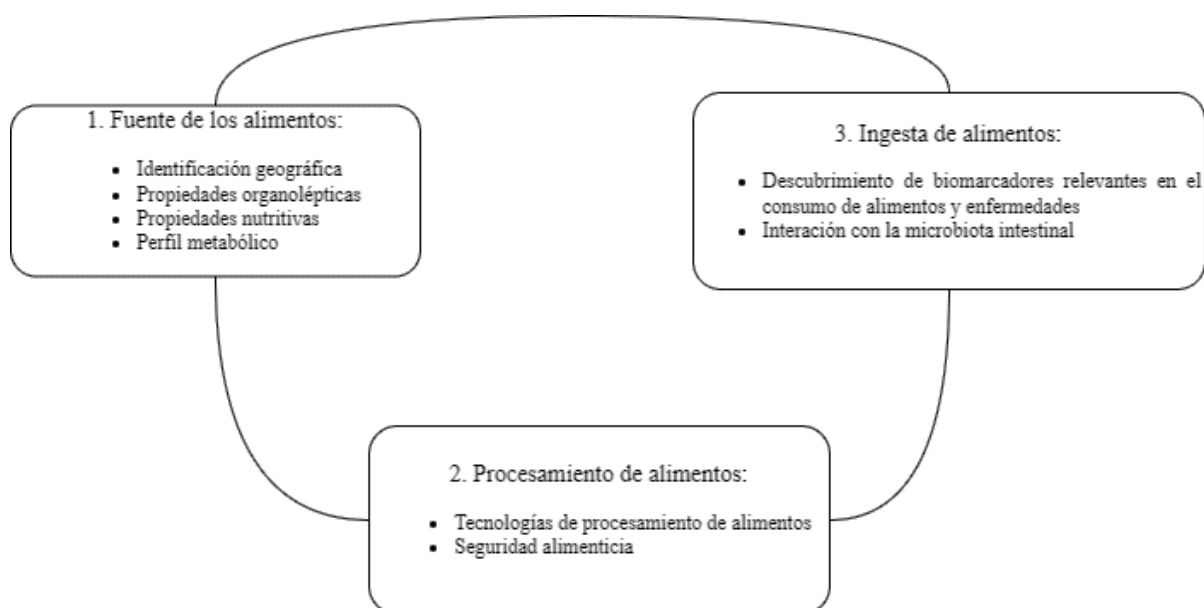 1. Fuente de los alimentos:
• Identificación geográfica
• Propiedades organolépticas
• Propiedades nutritivas
• Perfil metabólico
3. Ingesta de alimentos:
• Descubrimiento de biomarcadores relevantes en el
consumo de alimentos y enfermedades
• Interación con la microbiota intestinal
2. Procesamiento de alimentos:
• Tecnologías de procesamiento de alimentos
• Seguridad alimenticia